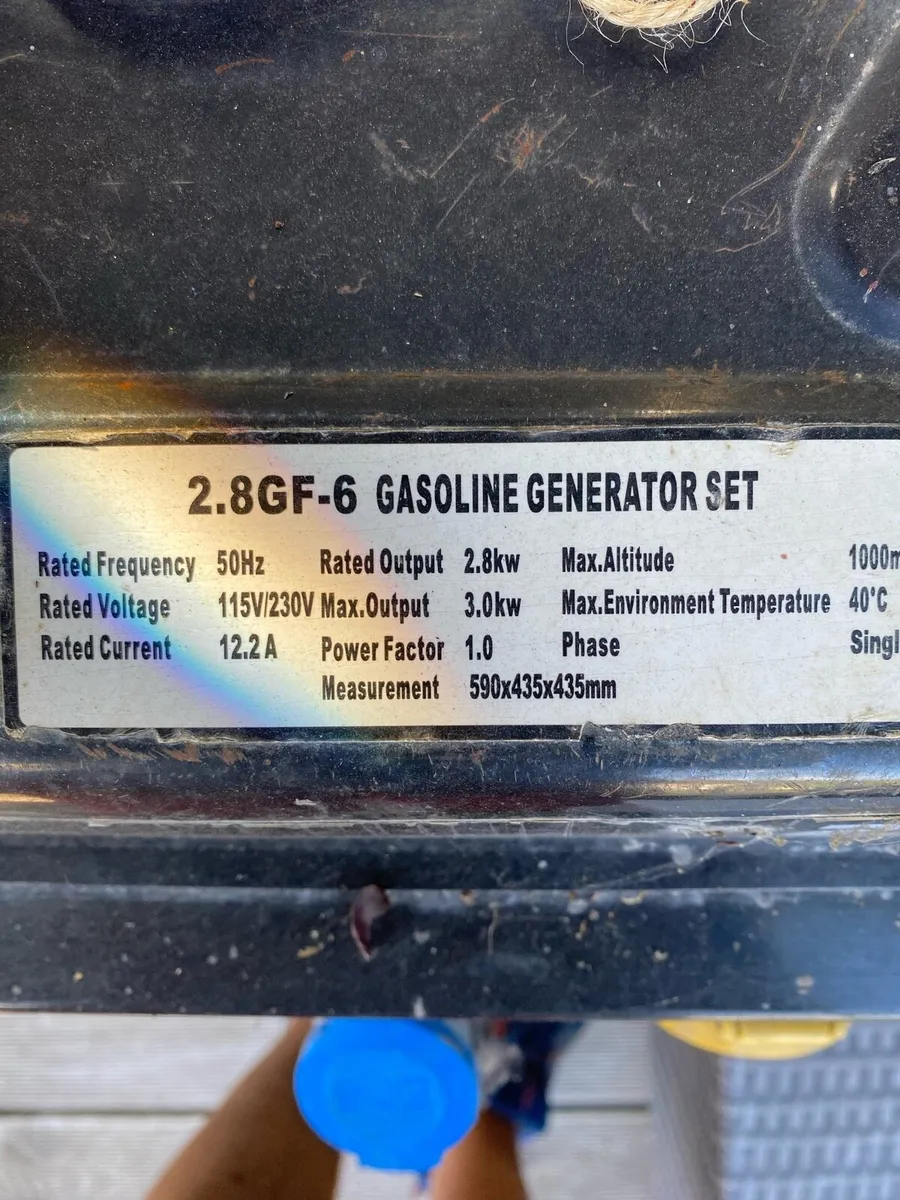 2.8GF-6 GASOLINE GENERATOR SET
Rated Frequency 50Hz Rated Output 2.8kw Max.Altitude 1000m
Rated Voltage 115V/230V Max.Output 3.0kw Max.Environment Temperature 40°C
Rated Current 12.2A Power Factor 1.0 Phase Singl
Measurement 590x435x435mm